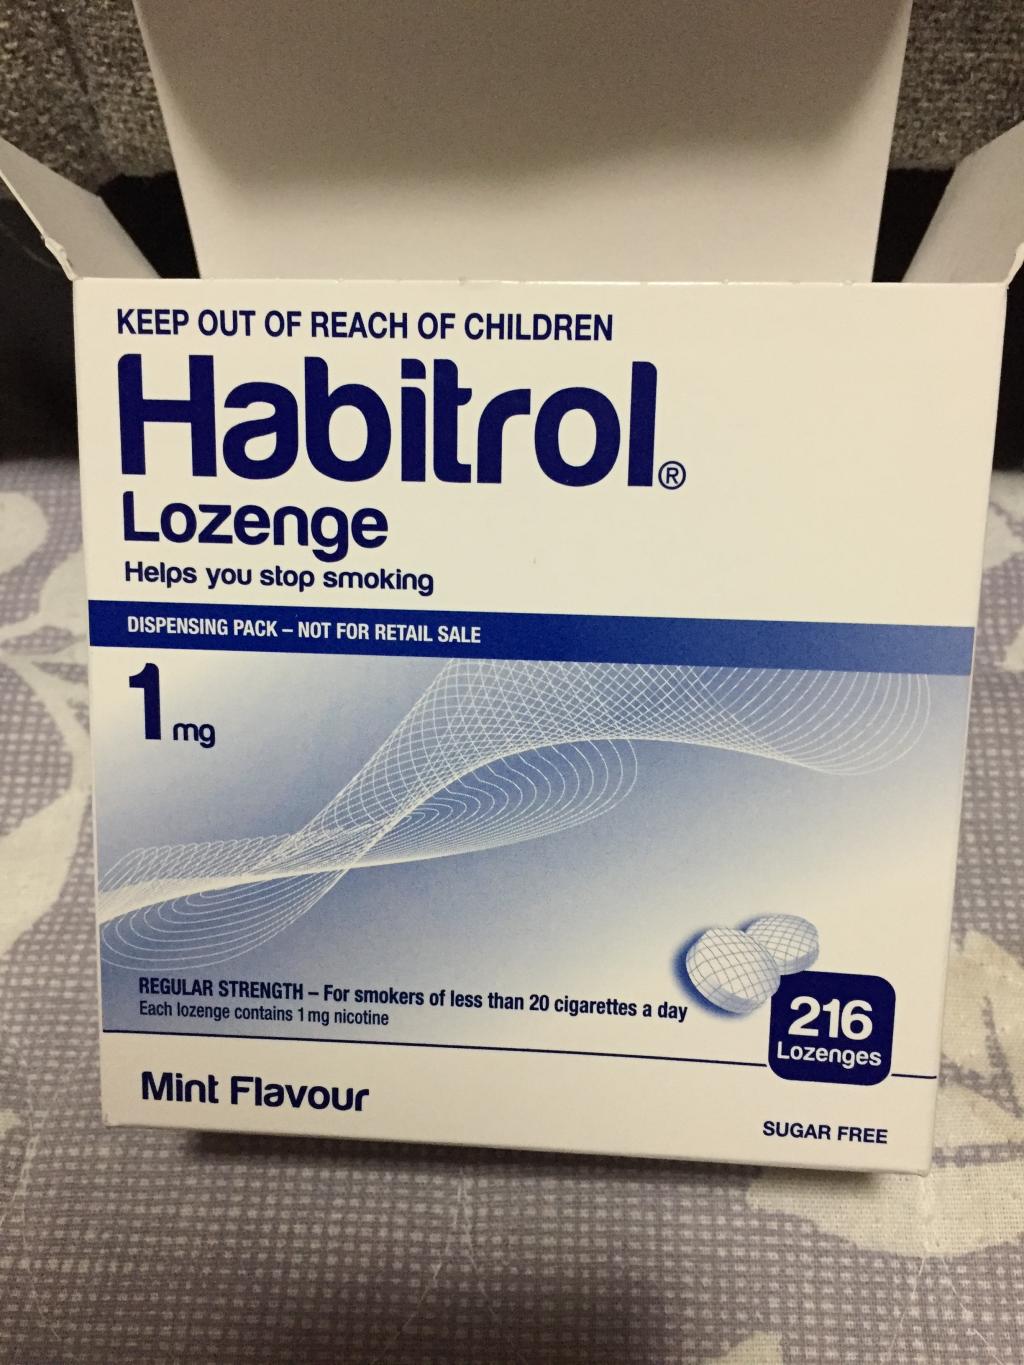 KEEP OUT OF REACH OF CHILDREN
Habitrol®
Lozenge
Helps you stop smoking
DISPENSING PACK – NOT FOR RETAIL SALE
1 mg
REGULAR STRENGTH – For smokers of less than 20 cigarettes a day
Each lozenge contains 1 mg nicotine
216
Lozenges
Mint Flavour
SUGAR FREE